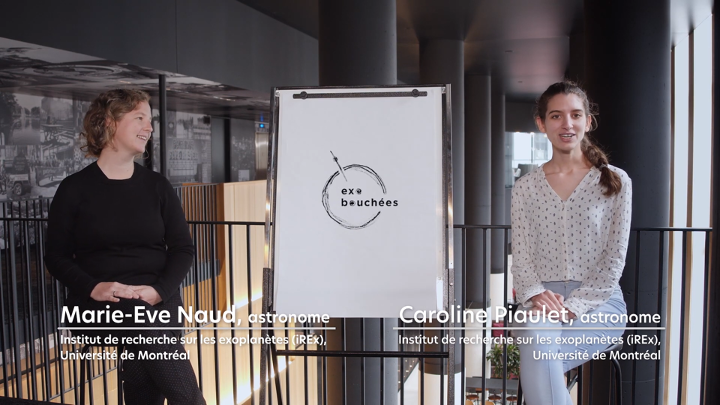 exo
bouchées
Marie-Eve Naud, astronome
Institut de recherche sur les exoplanètes (iREx),
Université de Montréal
Caroline Piaulet, astronome
Institut de recherche sur les exoplanètes (iREx),
Université de Montréal